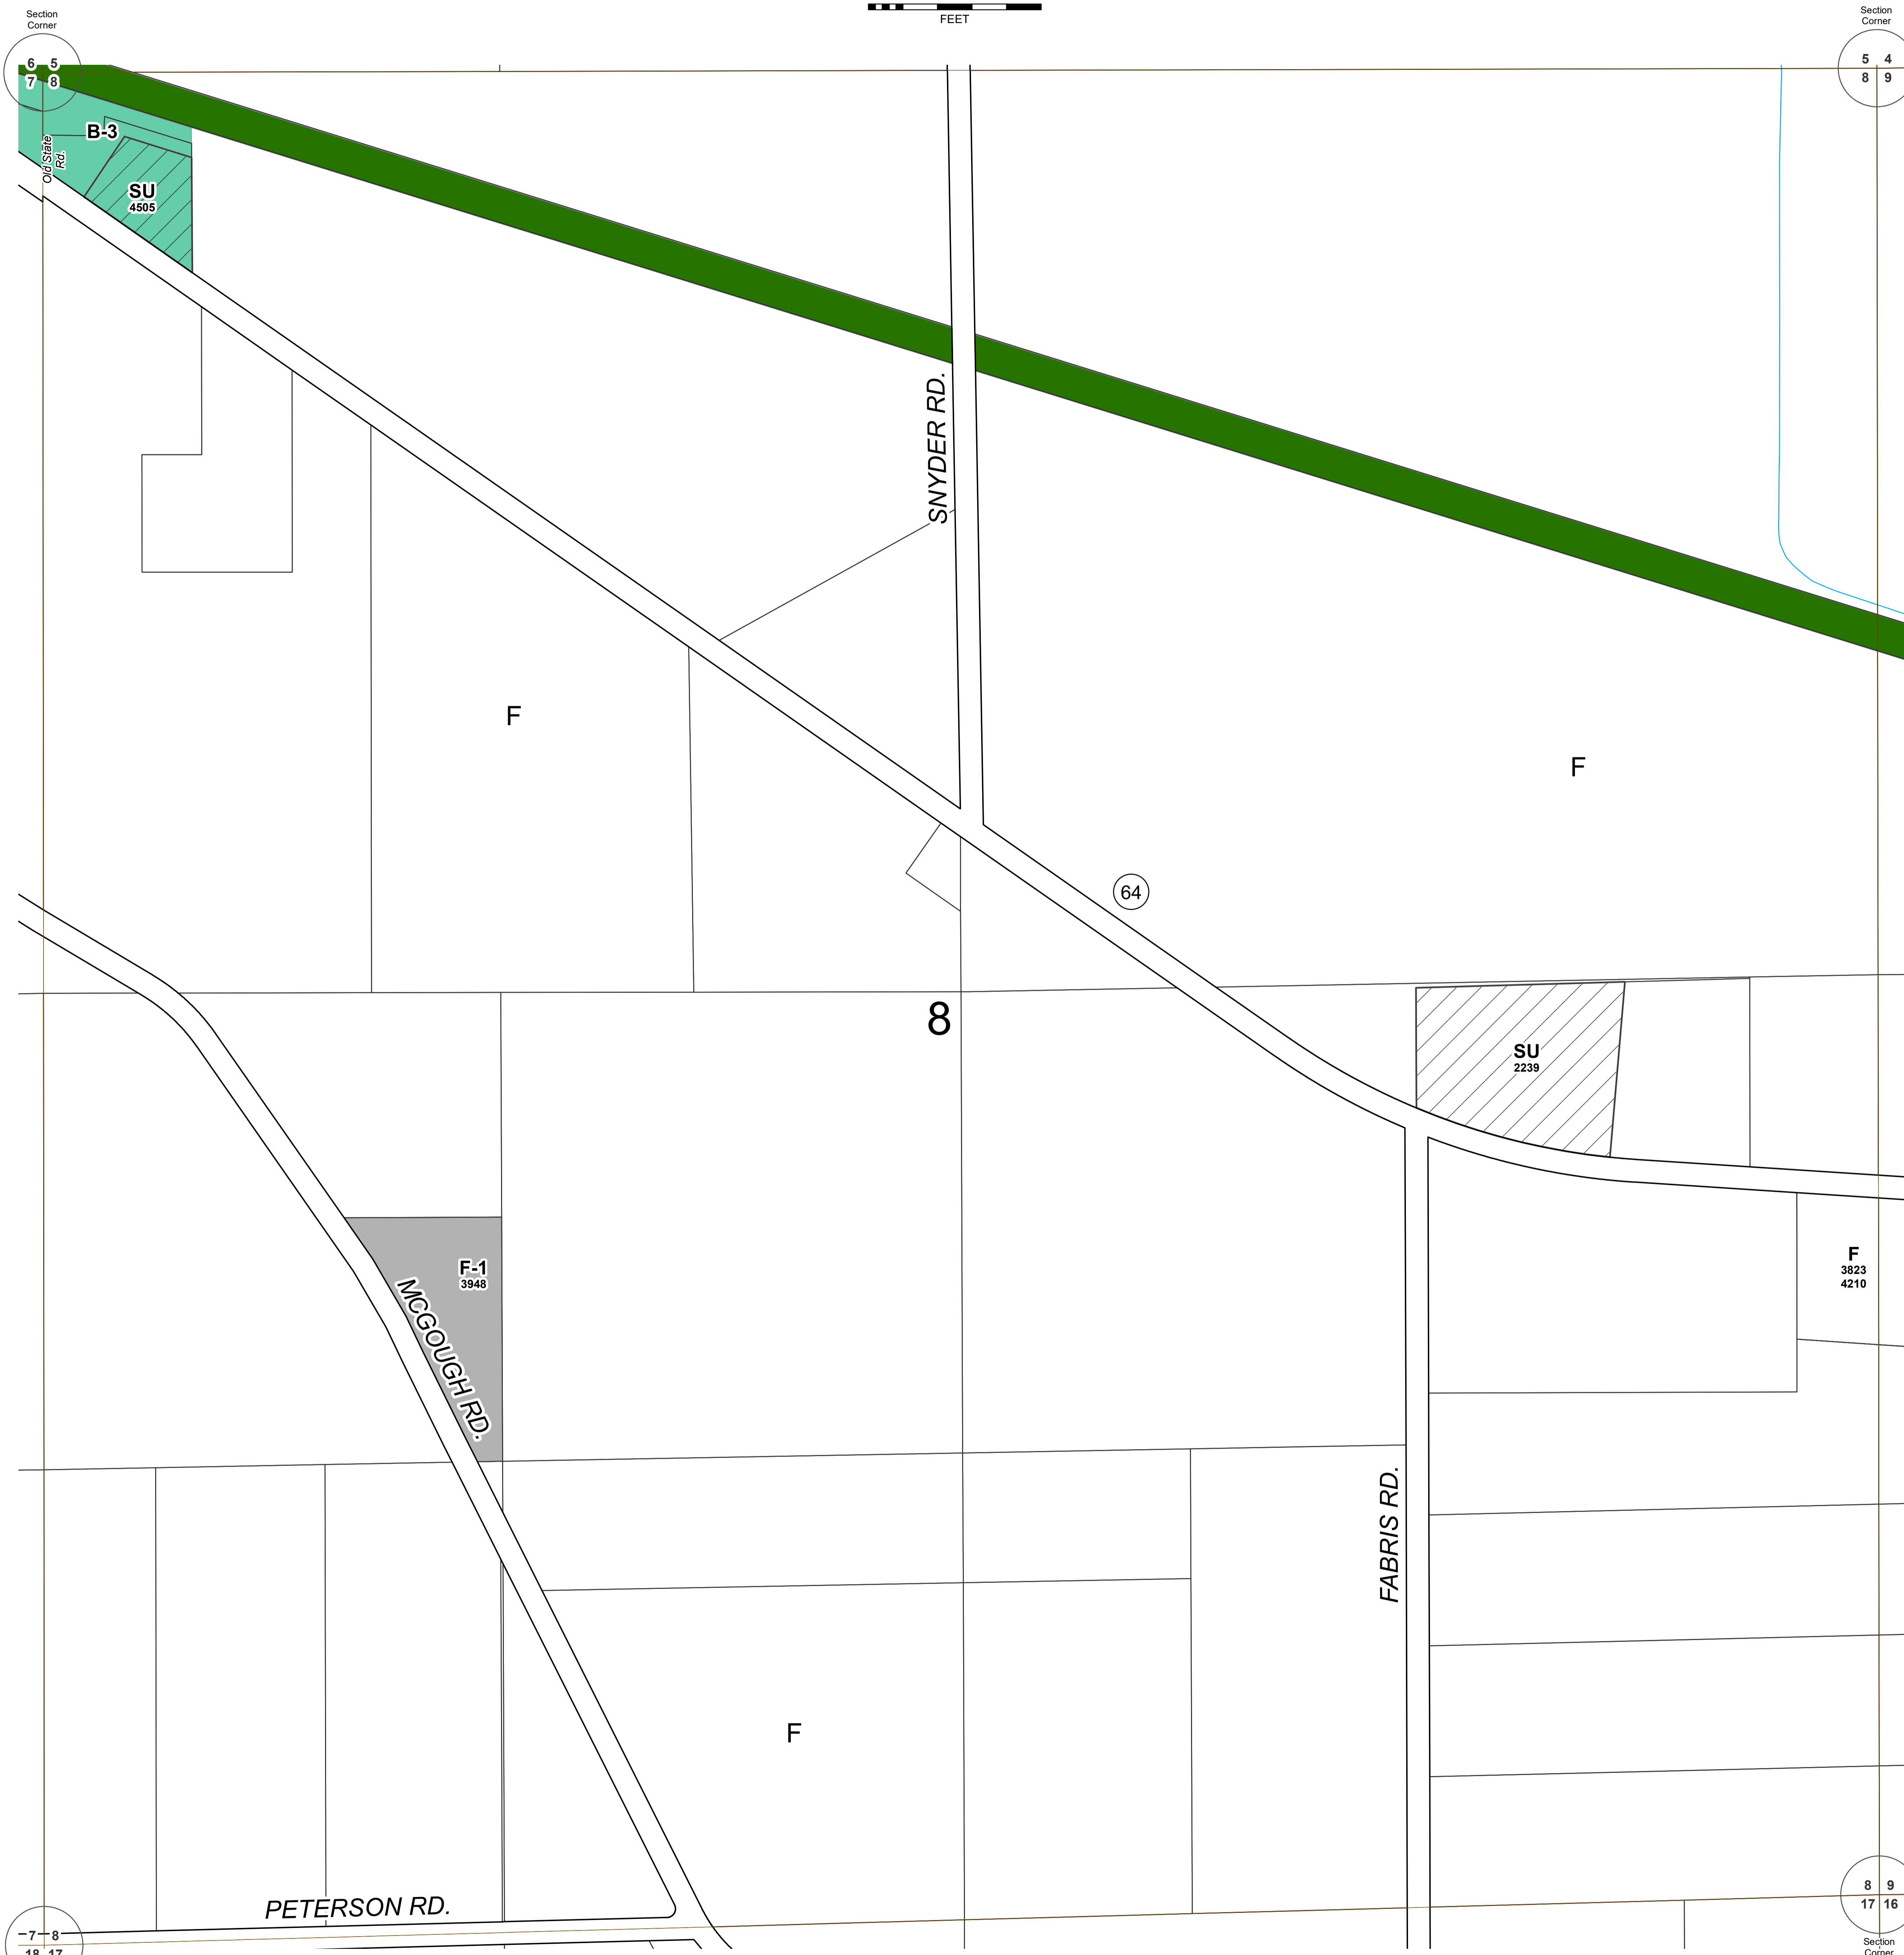 FEET
Section
Corner
6 5
7 8
Section
Corner
5 4
8 9
B-3
Old State
Rd.
SU
4505
SNYDER RD.
F
F
64
8
SU
2239
F-1
3948
MCGOUGH RD.
F
3823
4210
FABRIS RD.
F
PETERSON RD.
7 8
18 17
8 9
17 16
Section
Corner